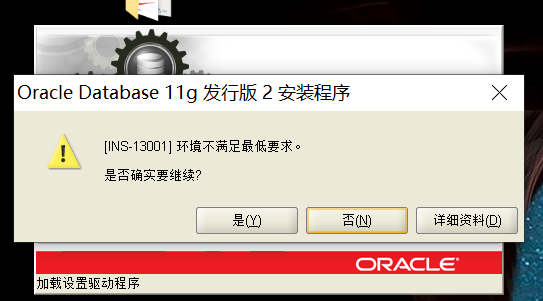 Oracle Database 11g 发行版 2 安装程序
[INS-13001] 环境不满足最低要求。
是否确实要继续?
是(Y)
否(N)
详细资料(D)
ORACLE
加载设置驱动程序